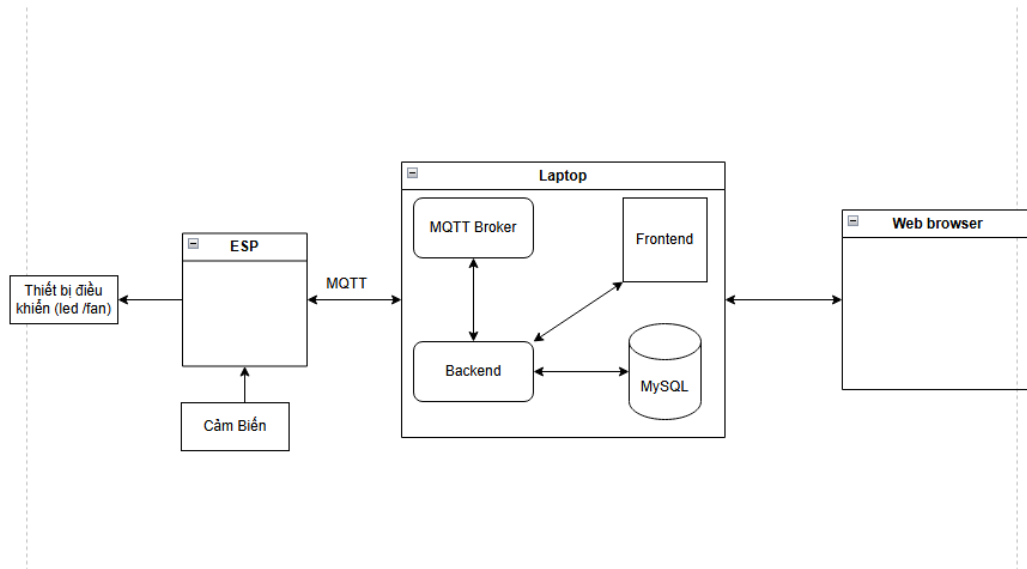 Laptop
MQTT Broker
Frontend
Web browser
ESP
MQTT
Thiết bị điều
khiển (led /fan)
Backend
MySQL
Cảm Biến